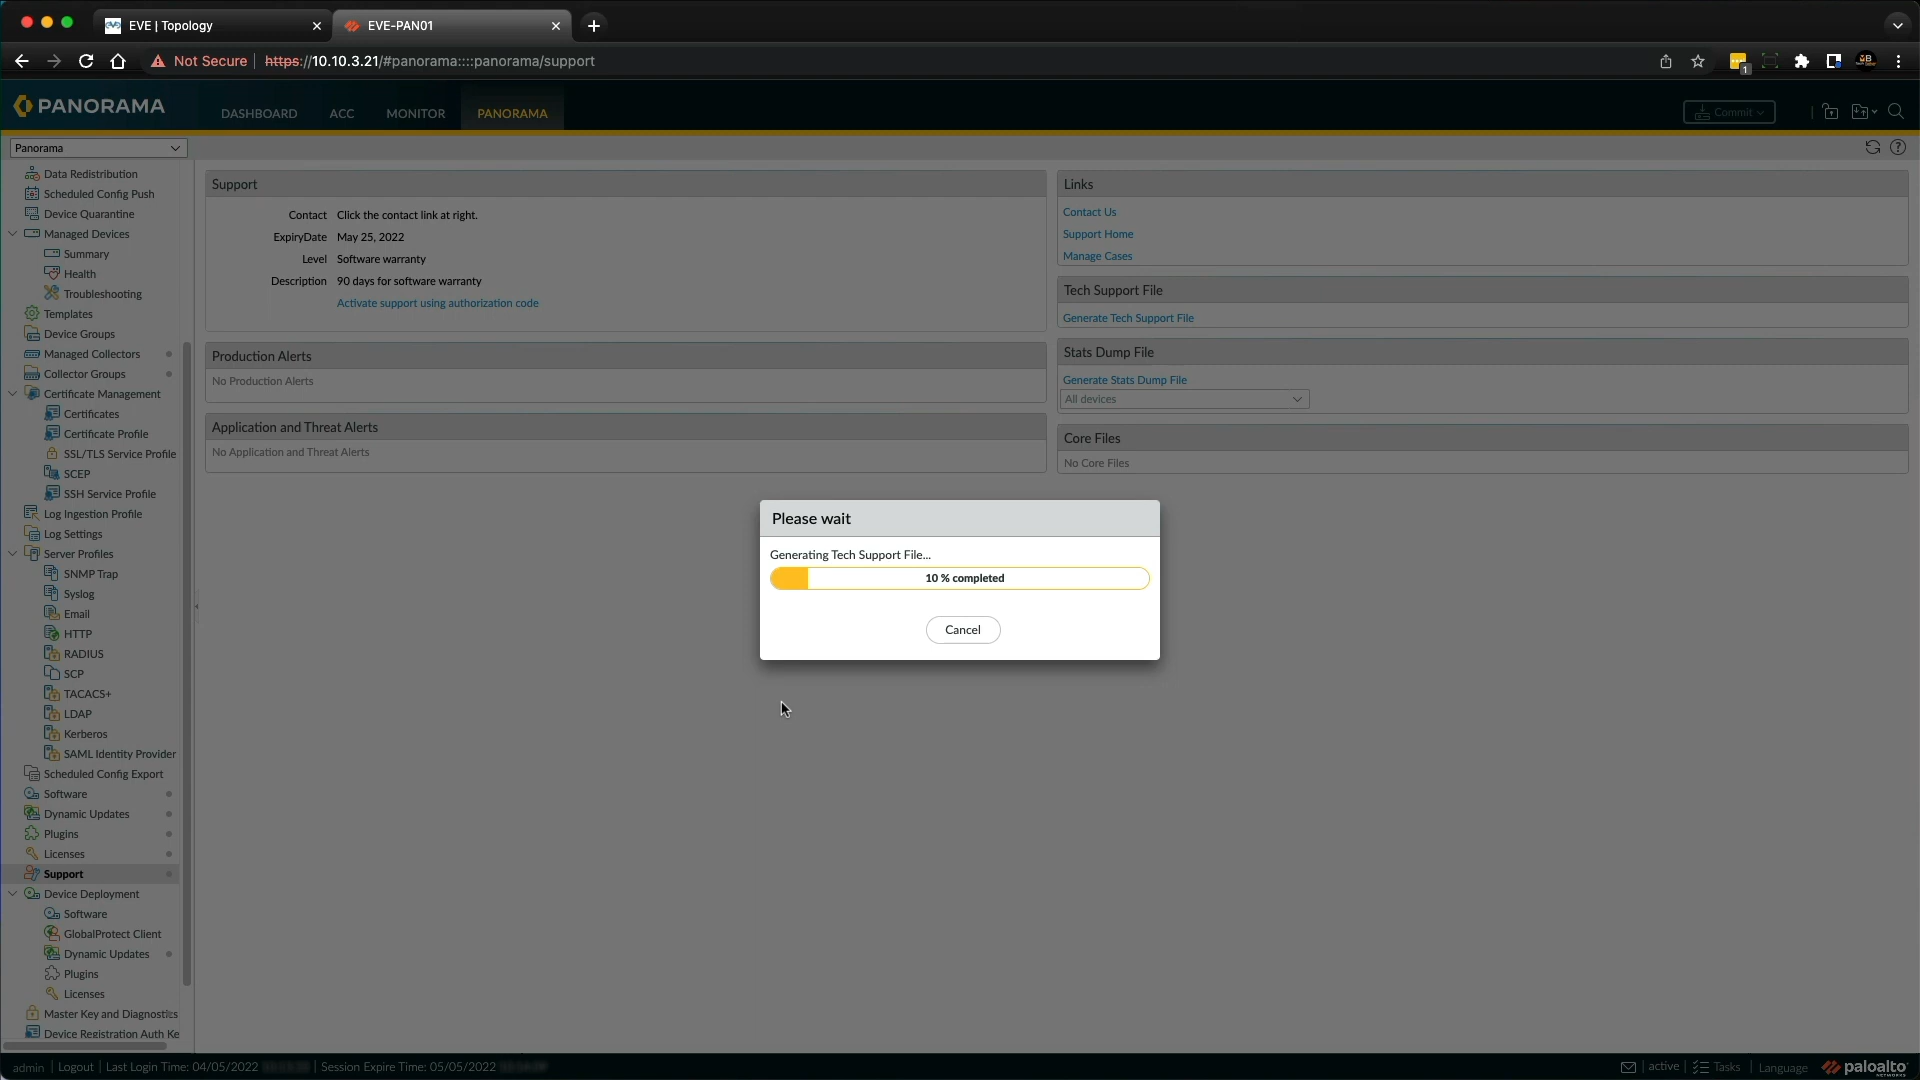 EVE | Topology
EVE-PAN01
Not Secure
https://10.10.3.21/#panorama::::panorama/support
1
PANORAMA
DASHBOARD
ACC
MONITOR
PANORAMA
Commit
Panorama
Data Redistribution
Scheduled Config Push
Device Quarantine
Managed Devices
Summary
Health
Troubleshooting
Templates
Device Groups
Managed Collectors
Collector Groups
Certificate Management
Certificates
Certificate Profile
SSL/TLS Service Profile
SCEP
SSH Service Profile
Log Ingestion Profile
Log Settings
Server Profiles
SNMP Trap
Syslog
Email
HTTP
RADIUS
SCP
TACACS+
LDAP
Kerberos
SAML Identity Provider
Scheduled Config Export
Software
Dynamic Updates
Plugins
Licenses
Support
Device Deployment
Software
GlobalProtect Client
Dynamic Updates
Plugins
Licenses
Master Key and Diagnostics
Device Registration Auth Ke
Support
Contact Click the contact link at right.
ExpiryDate May 25, 2022
Level Software warranty
Description 90 days for software warranty
Activate support using authorization code
Production Alerts
No Production Alerts
Application and Threat Alerts
No Application and Threat Alerts
Links
Contact Us
Support Home
Manage Cases
Tech Support File
Generate Tech Support File
Stats Dump File
Generate Stats Dump File
All devices
Core Files
No Core Files
Please wait
Generating Tech Support File...
10 % completed
Cancel
admin | Logout | Last Login Time: 04/05/2022 | Session Expire Time: 05/05/2022
active | Tasks | Language
paloalto
NETWORKS